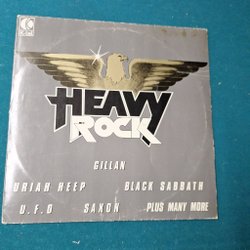 HEAVY
ROCK
GILLAN
URIAH HEEP BLACK SABBATH
U.F.O SAXON PLUS MANY MORE